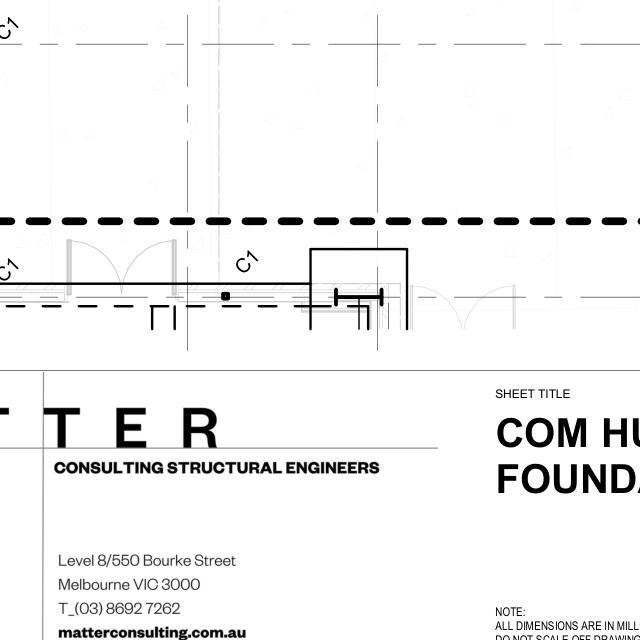 C1
C1
C1
TTER
CONSULTING STRUCTURAL ENGINEERS
Level 8/550 Bourke Street
Melbourne VIC 3000
T_(03) 8692 7262
matterconsulting.com.au
SHEET TITLE
COM HU
FOUNDA
NOTE:
ALL DIMENSIONS ARE IN MILL
DO NOT SCALE OFF DRAWING